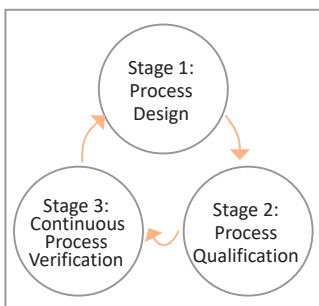 Stage 1:
Process
Design
Stage 2:
Process
Qualification
Stage 3:
Continuous
Process
Verification